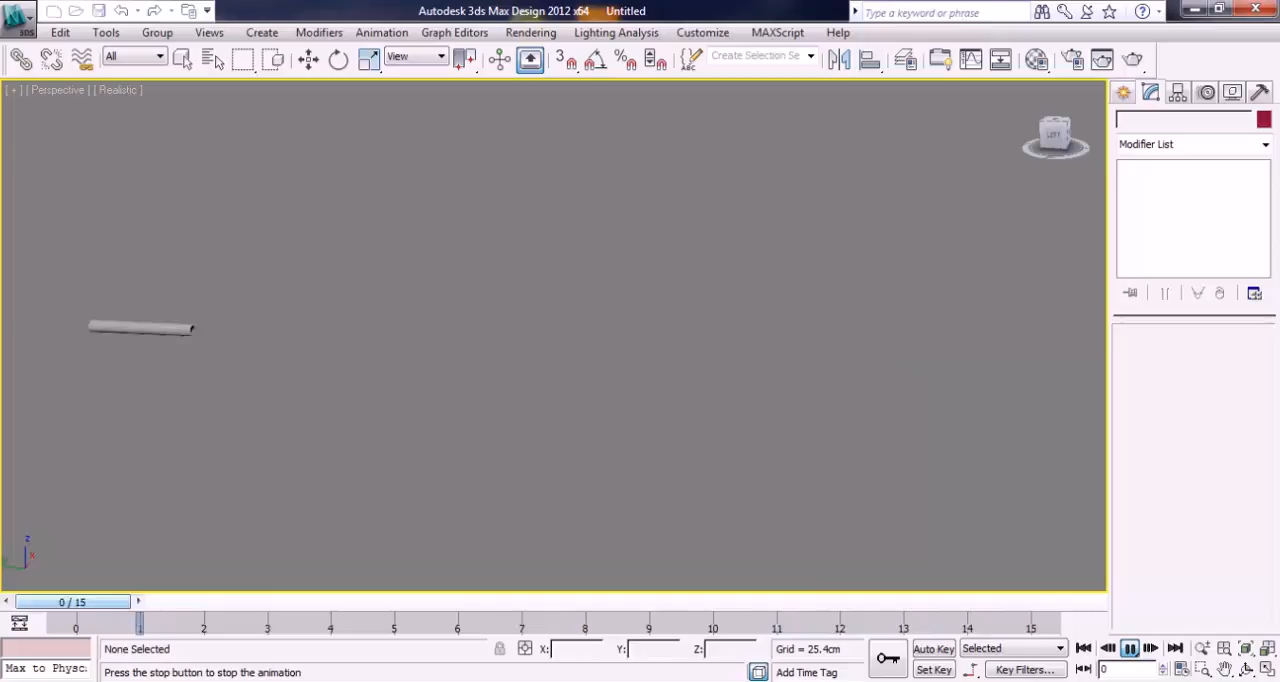 Autodesk 3ds Max Design 2012 x64 Untitled
Type a keyword or phrase
3DS
Edit Tools Group Views Create Modifiers Animation Graph Editors Rendering Lighting Analysis Customize MAXScript Help
All View 3 Create Selection Se
[ + ] [ Perspective ] [ Realistic ]
LEFT
Modifier List
z
x
y
0 / 15
0 1 2 3 4 5 6 7 8 9 10 11 12 13 14 15
None Selected X: Y: Z: Grid = 25.4cm Auto Key Selected
Max to Physc: Press the stop button to stop the animation Add Time Tag Set Key Key Filters... 0